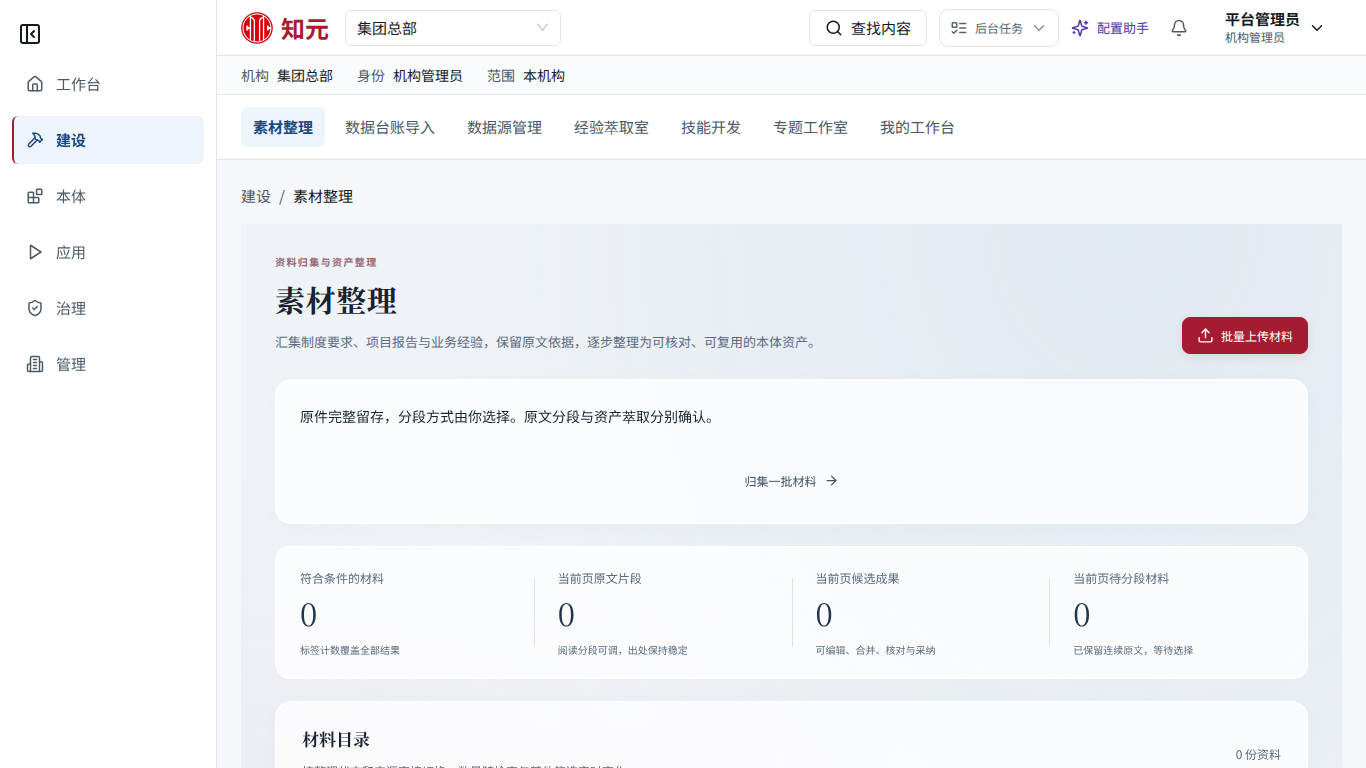 知元
集团总部
查找内容
后台任务
配置助手
平台管理员
机构管理员
机构 集团总部 身份 机构管理员 范围 本机构
工作台
建设
本体
应用
治理
管理
素材整理 数据台账导入 数据源管理 经验萃取室 技能开发 专题工作室 我的工作台
建设 / 素材整理
资料归集与资产整理
素材整理
汇集制度要求、项目报告与业务经验，保留原文依据，逐步整理为可核对、可复用的本体资产。
批量上传材料
原件完整留存，分段方式由你选择。原文分段与资产萃取分别确认。
归集一批材料
符合条件的材料 当前页原文片段 当前页候选成果 当前页待分段材料
0 0 0 0
标签计数覆盖全部结果 阅读分段可调，出处保持稳定 可编辑、合并、核对与采纳 已保留连续原文，等待选择
材料目录
0 份资料